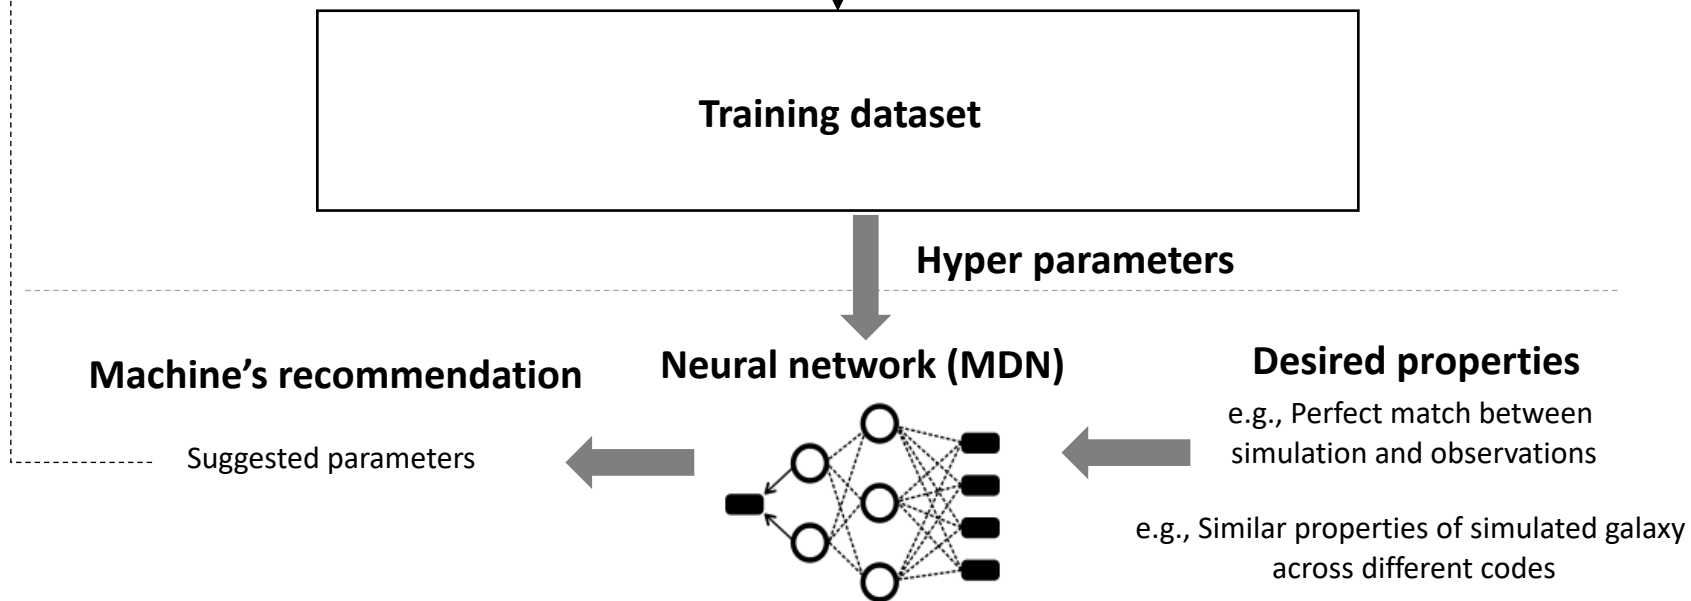 Training dataset
Hyper parameters
Machine's recommendation
Suggested parameters
Neural network (MDN)
Desired properties
e.g., Perfect match between
simulation and observations
e.g., Similar properties of simulated galaxy
across different codes